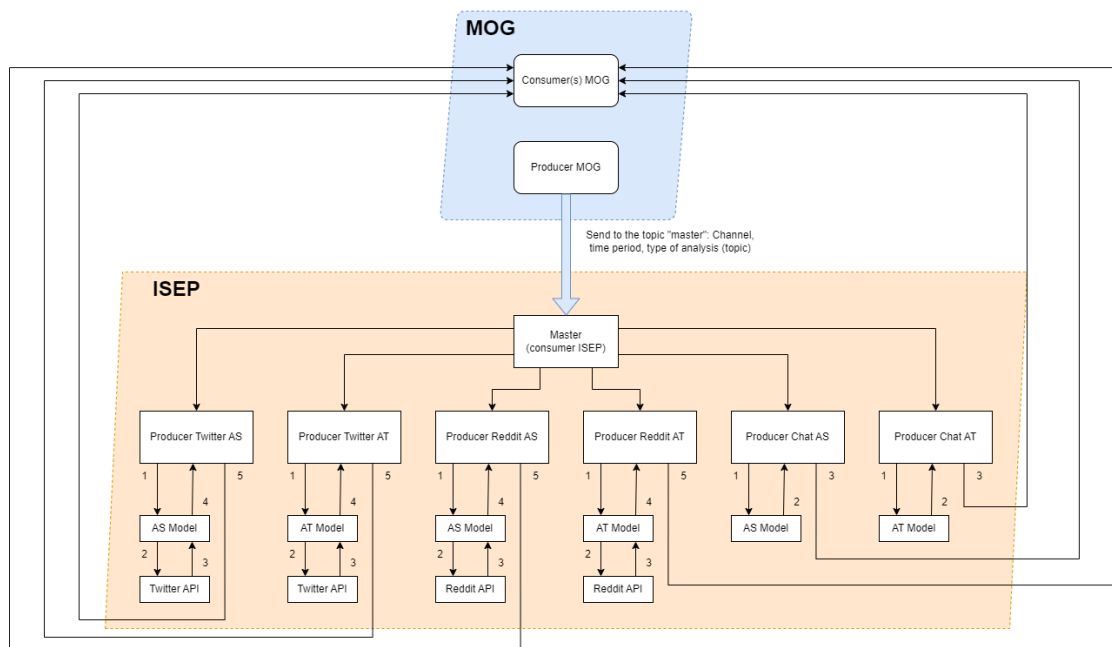 MOG
Consumer(s) MOG
Producer MOG
Send to the topic "master": Channel,
time period, type of analysis (topic)
ISEP
Master
(consumer ISEP)
Producer Twitter AS
Producer Twitter AT
Producer Reddit AS
Producer Reddit AT
Producer Chat AS
Producer Chat AT
1 5 1 5 1 5 1 5 1 3 1 3
4 4 4 4 2 2
AS Model
AT Model
AS Model
AT Model
AS Model
AT Model
2 3 2 3 2 3 2 3
Twitter API
Twitter API
Reddit API
Reddit API